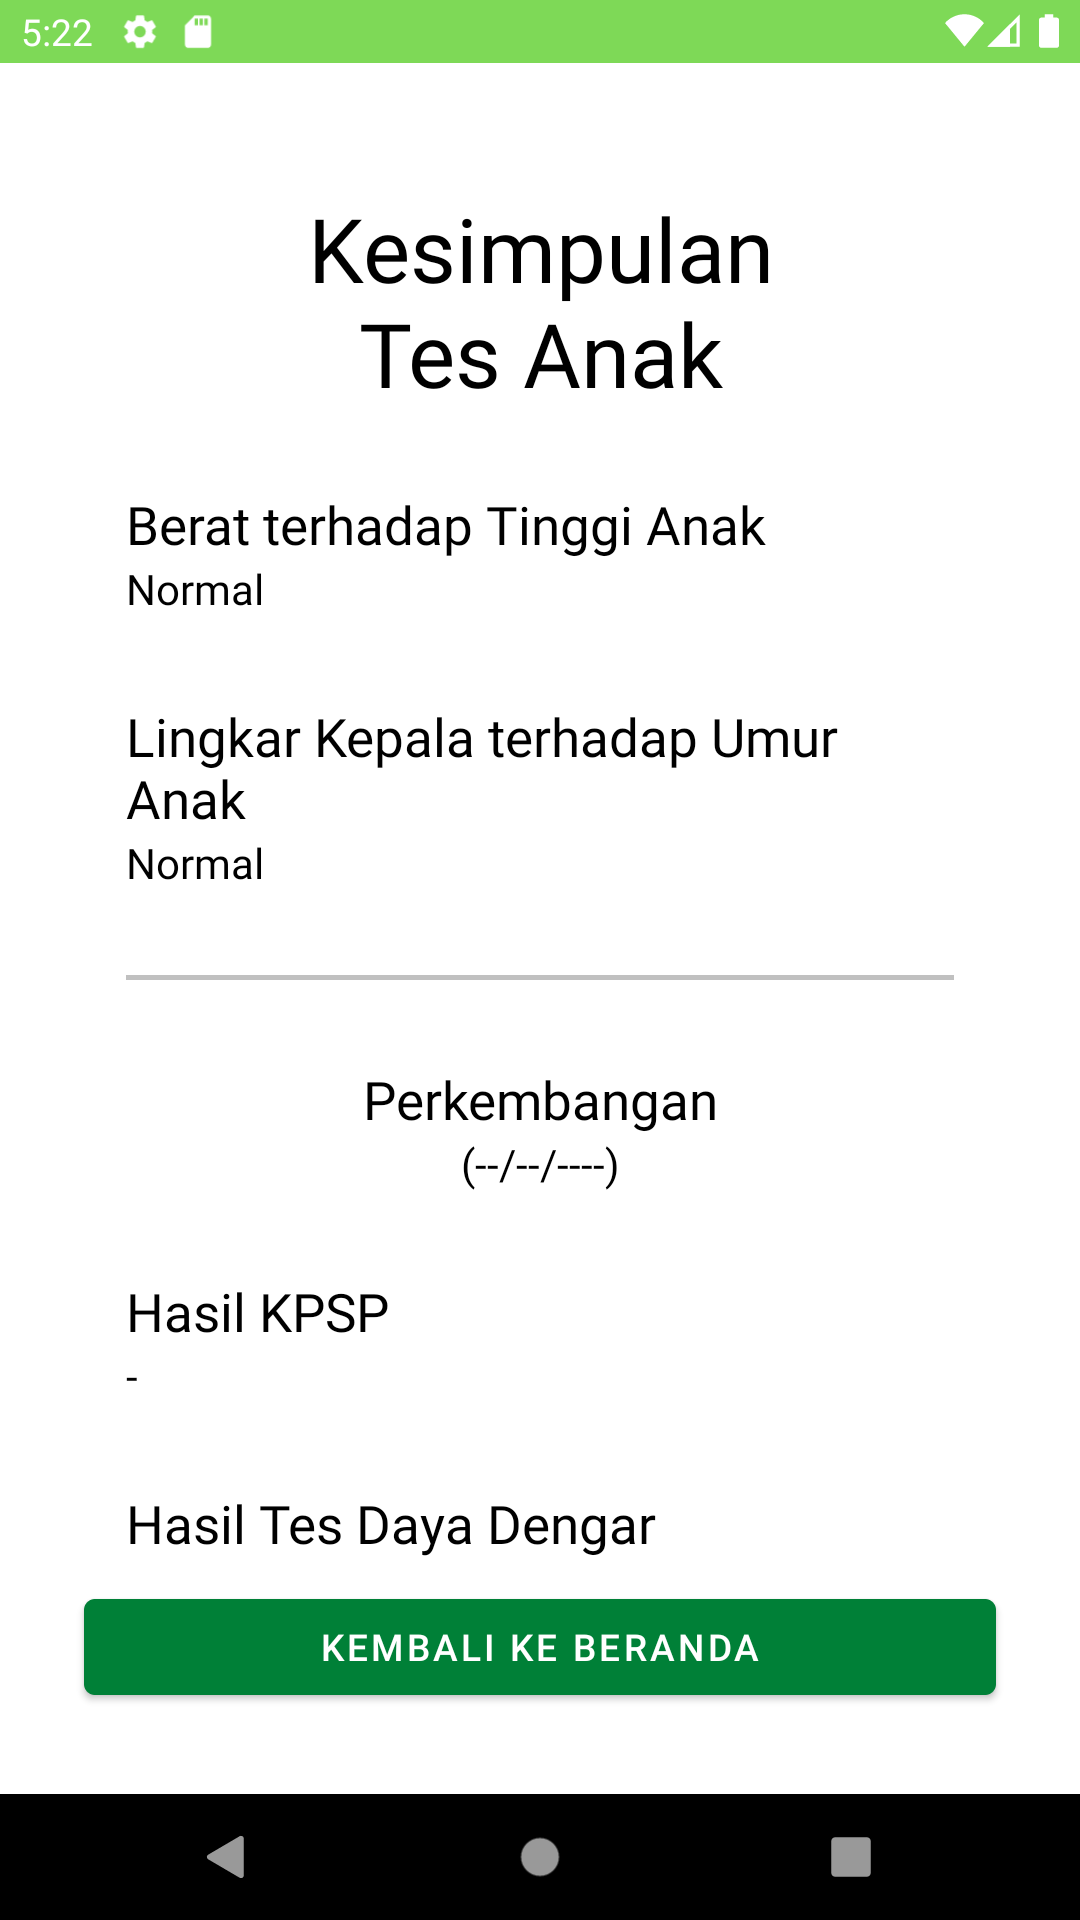 5:22
Kesimpulan
Tes Anak
Berat terhadap Tinggi Anak
Normal
Lingkar Kepala terhadap Umur
Anak
Normal
Perkembangan
(--/--/----)
Hasil KPSP
-
Hasil Tes Daya Dengar
KEMBALI KE BERANDA